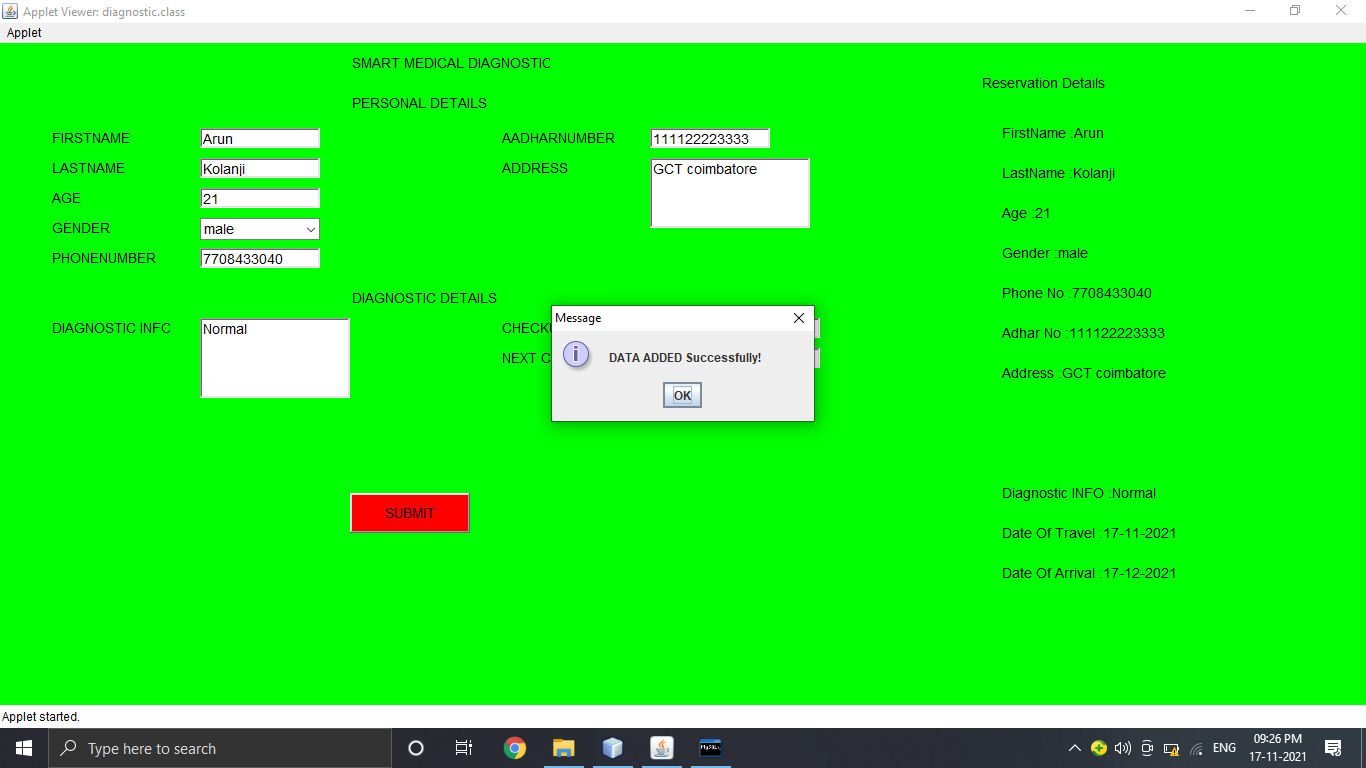 Applet Viewer: diagnostic.class
Applet
SMART MEDICAL DIAGNOSTIC
PERSONAL DETAILS
FIRSTNAME Arun
LASTNAME Kolanji
AGE 21
GENDER male
PHONENUMBER 7708433040
AADHARNUMBER 111122223333
ADDRESS GCT coimbatore
DIAGNOSTIC DETAILS
DIAGNOSTIC INFO Normal
CHECKU
NEXT C
Message
DATA ADDED Successfully!
OK
SUBMIT
Reservation Details
FirstName :Arun
LastName :Kolanji
Age :21
Gender :male
Phone No :7708433040
Adhar No :111122223333
Address :GCT coimbatore
Diagnostic INFO :Normal
Date Of Travel :17-11-2021
Date Of Arrival :17-12-2021
Applet started.
Type here to search
MySQL
ENG
09:26 PM
17-11-2021